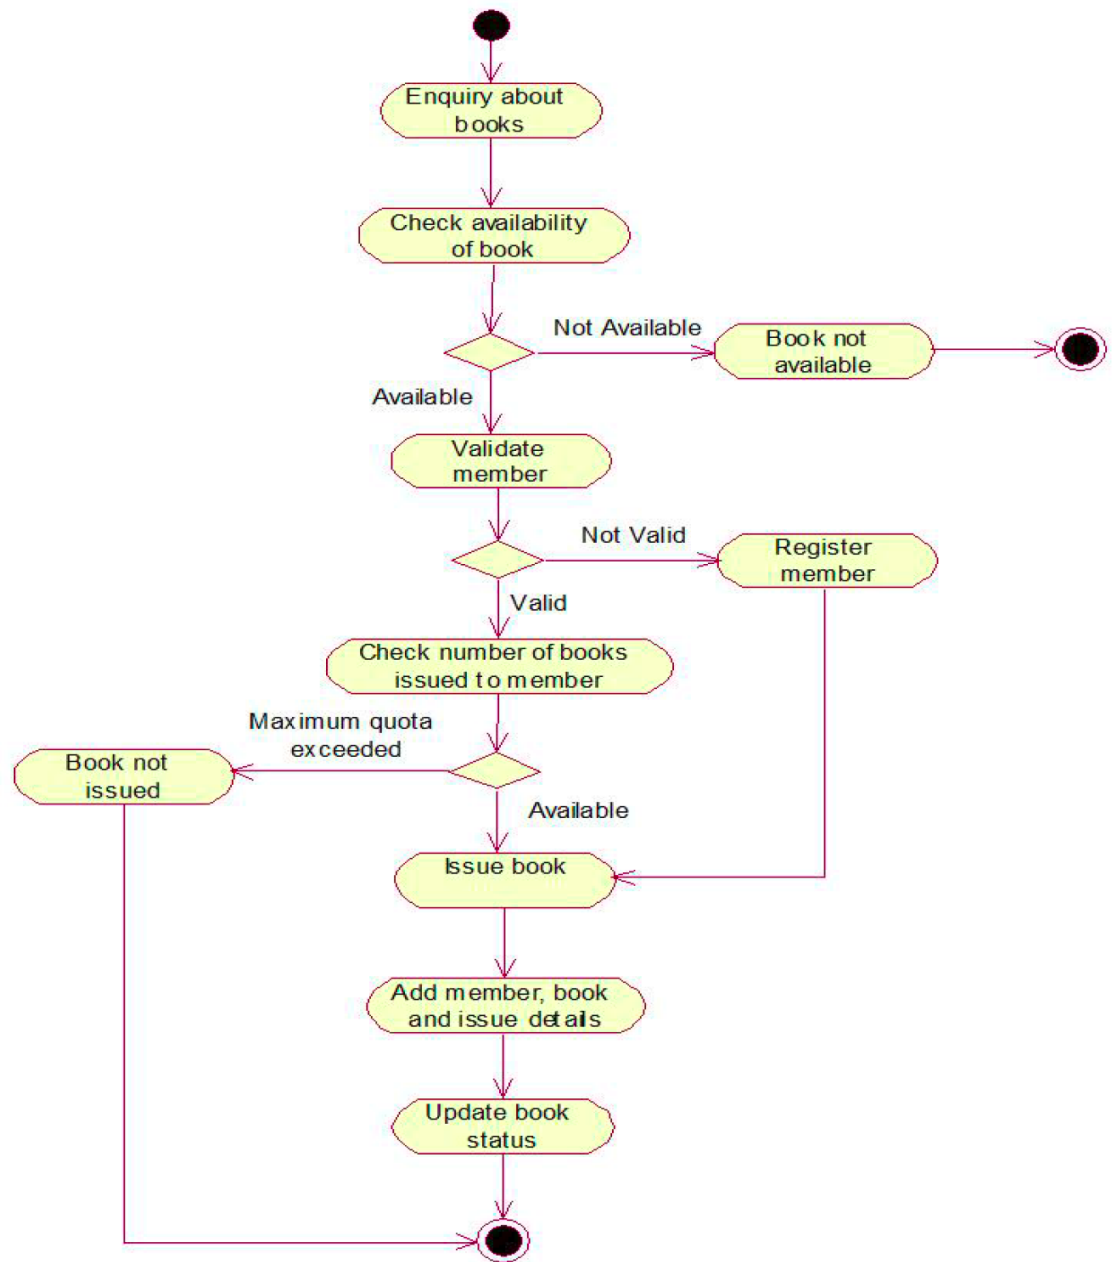 Enquiry about
books
Check availability
of book
Not Available
Book not
available
Available
Validate
member
Not Valid
Register
member
Valid
Check number of books
issued to member
Maximum quota
exceeded
Book not
issued
Available
Issue book
Add member, book
and issue details
Update book
status